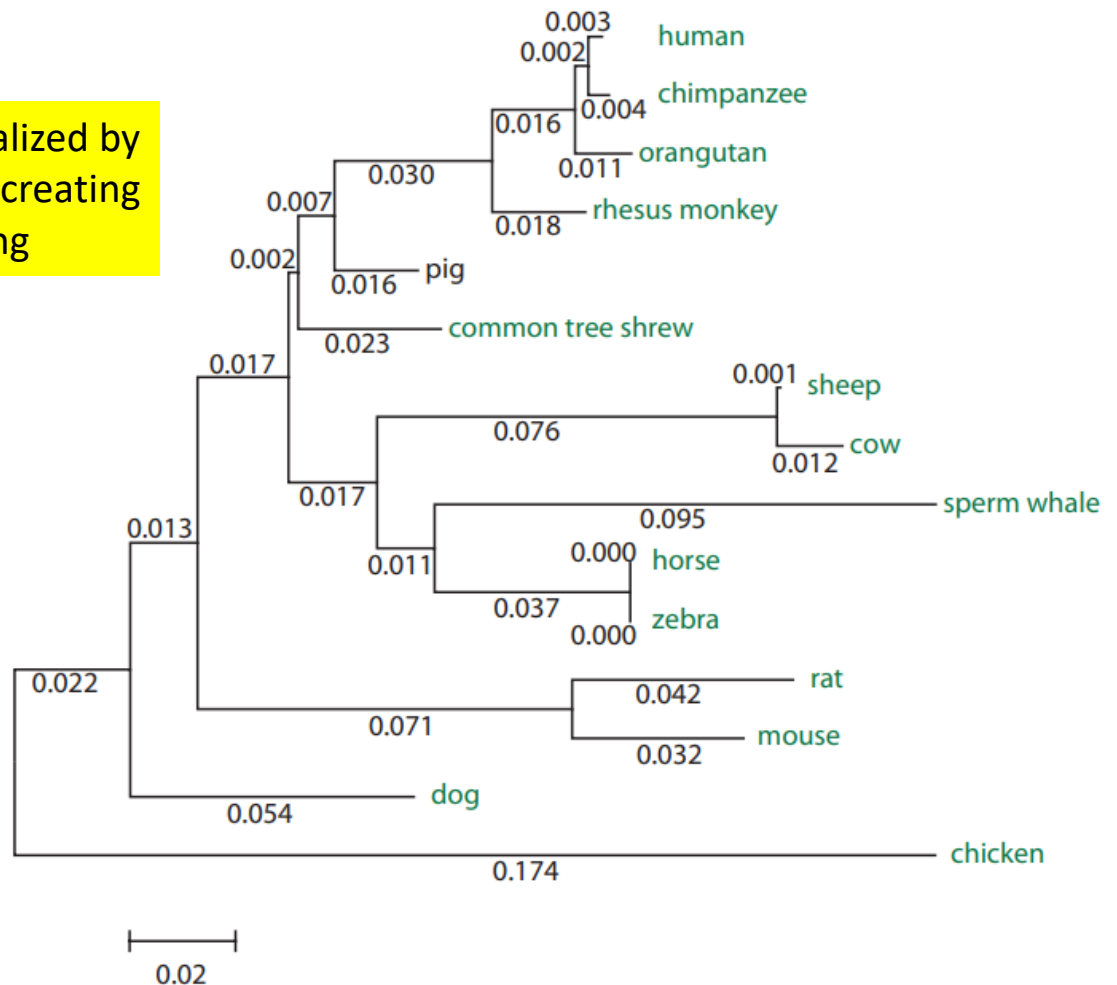 0.003
human
0.002
chimpanzee
0.004
0.016
orangutan
0.011
0.030
rhesus monkey
0.018
0.007
0.002
pig
0.016
common tree shrew
0.023
0.017
0.001
sheep
0.076
cow
0.012
0.017
sperm whale
0.095
0.013
0.000
horse
0.011
0.037
zebra
0.000
0.022
rat
0.042
0.071
mouse
0.032
dog
0.054
chicken
0.174
0.02
alized by
creating
ng